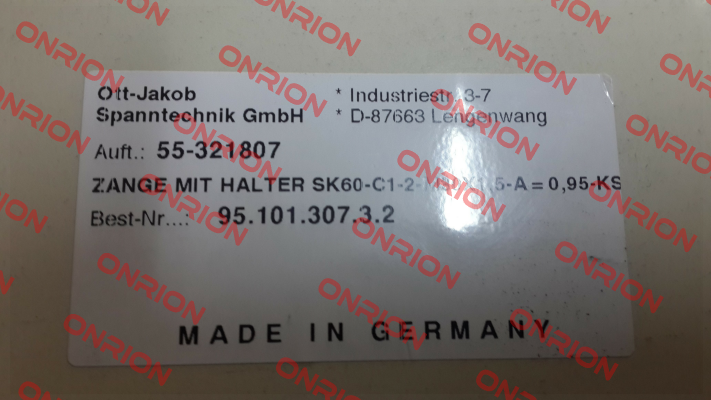 Ott-Jakob * Industriestr. 3-7
Spanntechnik GmbH * D-87663 Lengenwang
Auft.: 55-321807
ZANGE MIT HALTER SK60-C1-2- -A=0,95-KS
Best-Nr...: 95.101.307.3.2
MADE IN GERMANY
ONRION